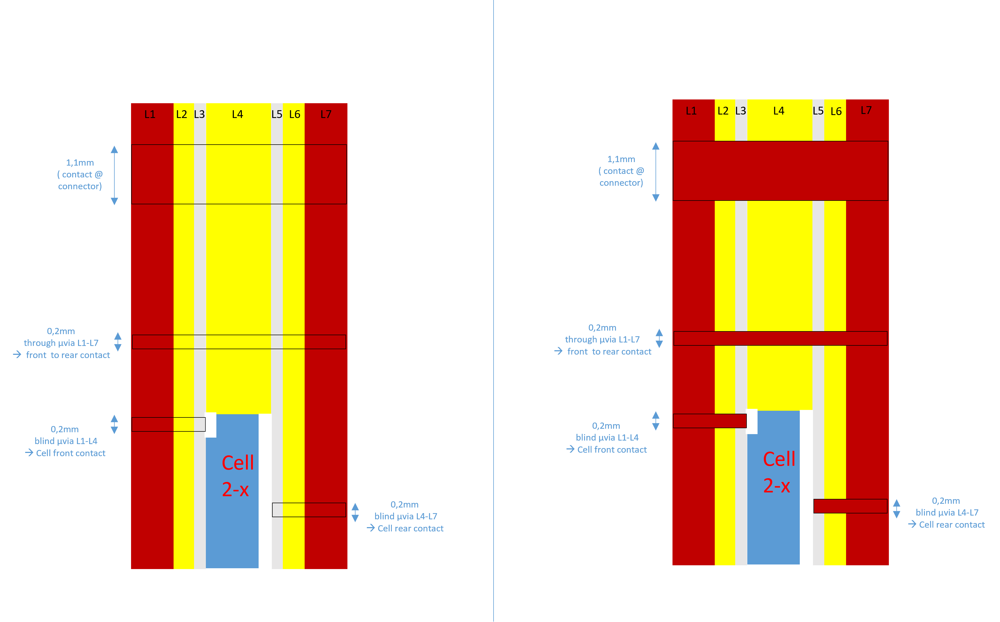 L1 L2 L3 L4 L5 L6 L7
1,1mm
( contact @
connector)
0,2mm
through µvia L1-L7
→ front to rear contact
0,2mm
blind µvia L1-L4
→ Cell front contact
Cell
2-x
0,2mm
blind µvia L4-L7
→ Cell rear contact
L1 L2 L3 L4 L5 L6 L7
1,1mm
( contact @
connector)
0,2mm
through µvia L1-L7
→ front to rear contact
0,2mm
blind µvia L1-L4
→ Cell front contact
Cell
2-x
0,2mm
blind µvia L4-L7
→ Cell rear contact